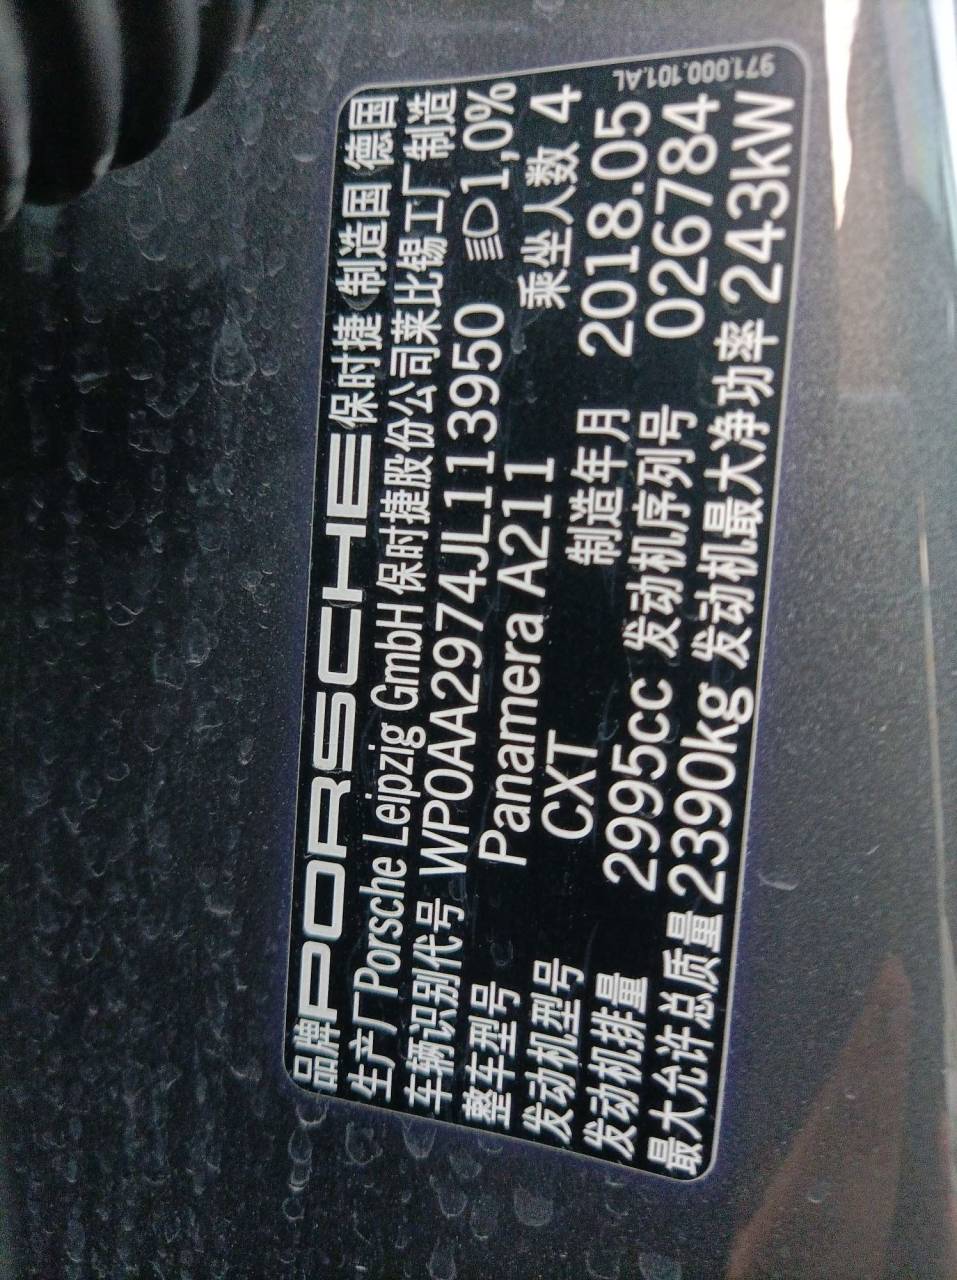 品牌 PORSCHE 保时捷 制造国 德国
生产厂 Porsche Leipzig GmbH 保时捷股份公司莱比锡工厂 制造
车辆识别代号 WP0AA2974JL113950 1,0%
整车型号 Panamera A211 乘坐人数 4
发动机型号 CXT 制造年月 2018.05
发动机排量 2995cc 发动机序列号 026784
最大允许总质量 2390kg 发动机最大净功率 243kW
971.000.101.AL